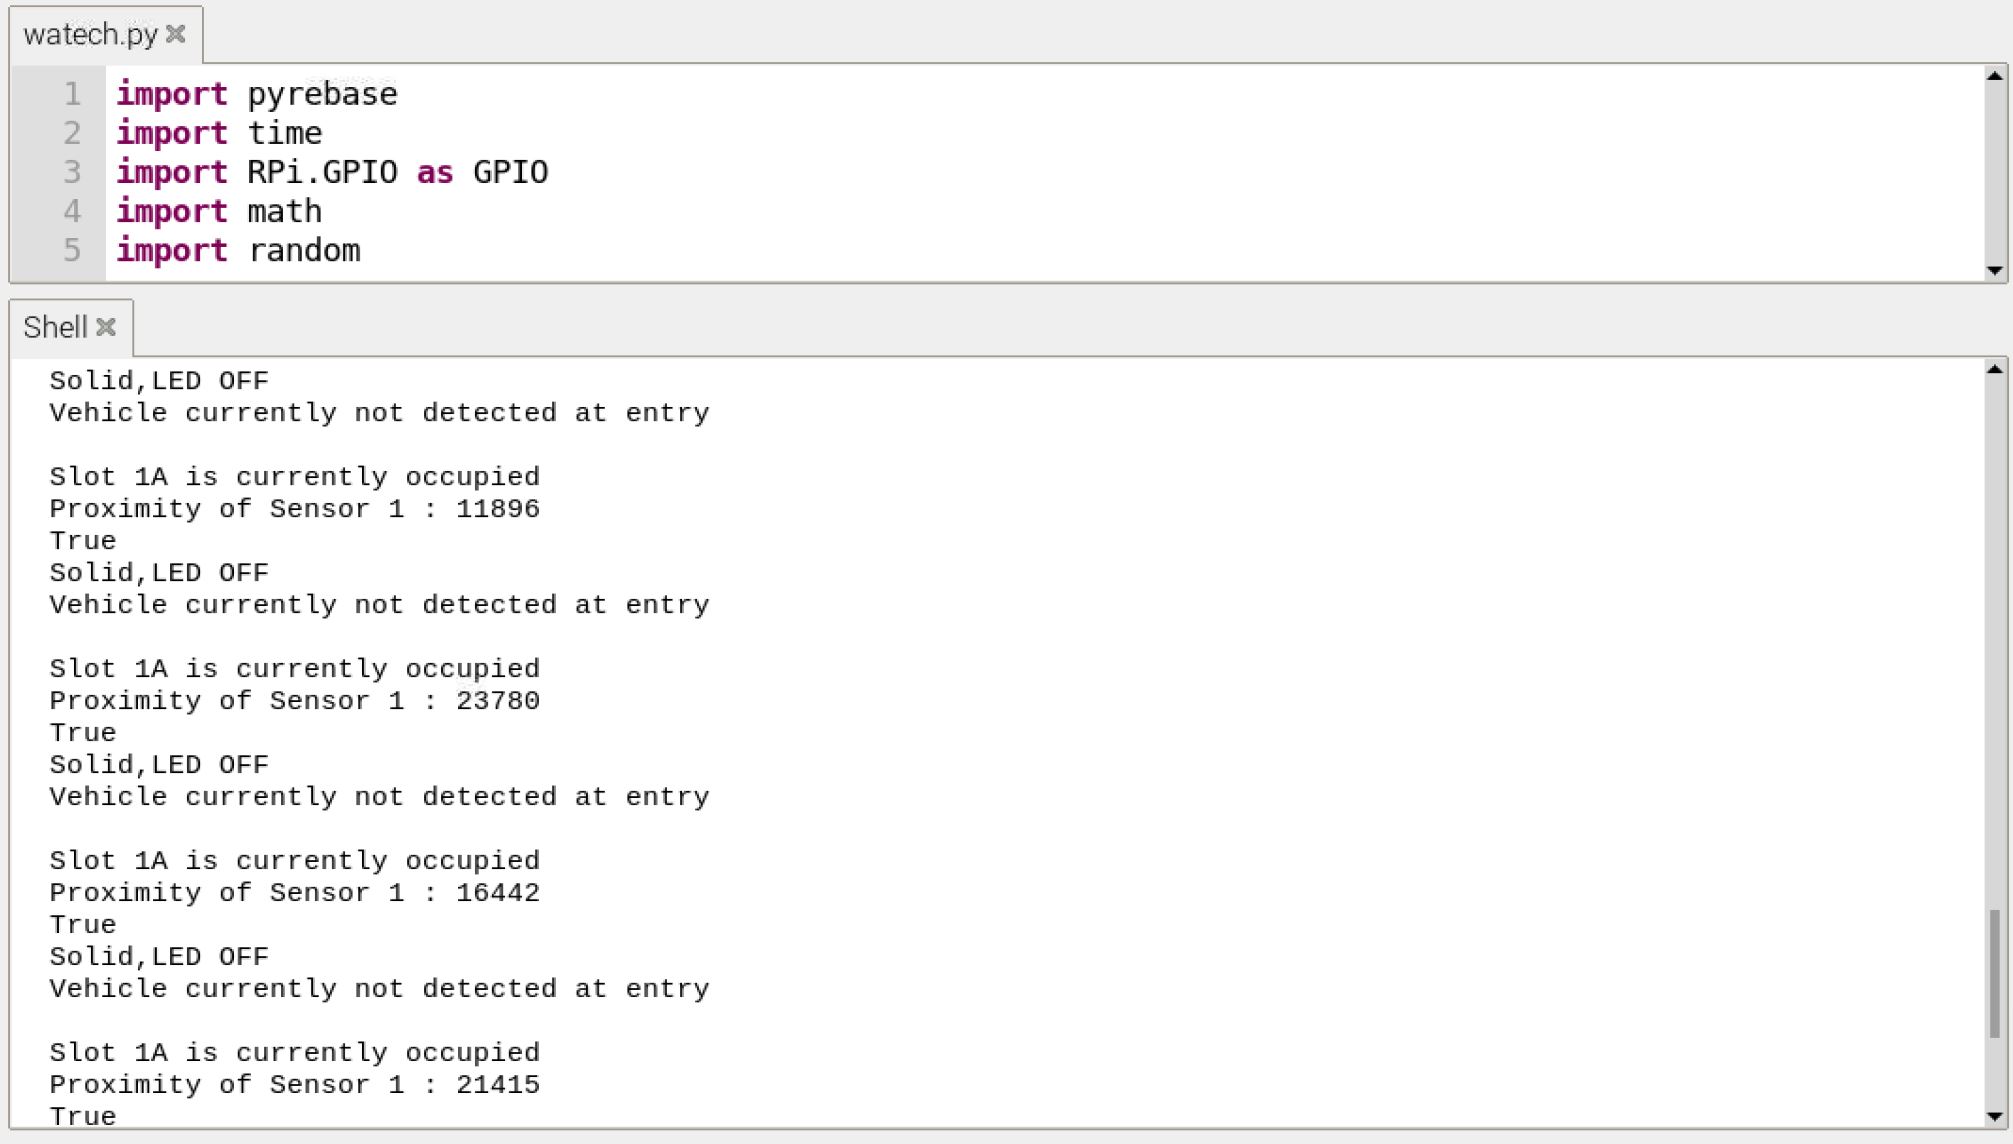 watech.py
1 import pyrebase
2 import time
3 import RPi.GPIO as GPIO
4 import math
5 import random
Shell
Solid,LED OFF
Vehicle currently not detected at entry
Slot 1A is currently occupied
Proximity of Sensor 1 : 11896
True
Solid,LED OFF
Vehicle currently not detected at entry
Slot 1A is currently occupied
Proximity of Sensor 1 : 23780
True
Solid,LED OFF
Vehicle currently not detected at entry
Slot 1A is currently occupied
Proximity of Sensor 1 : 16442
True
Solid,LED OFF
Vehicle currently not detected at entry
Slot 1A is currently occupied
Proximity of Sensor 1 : 21415
True